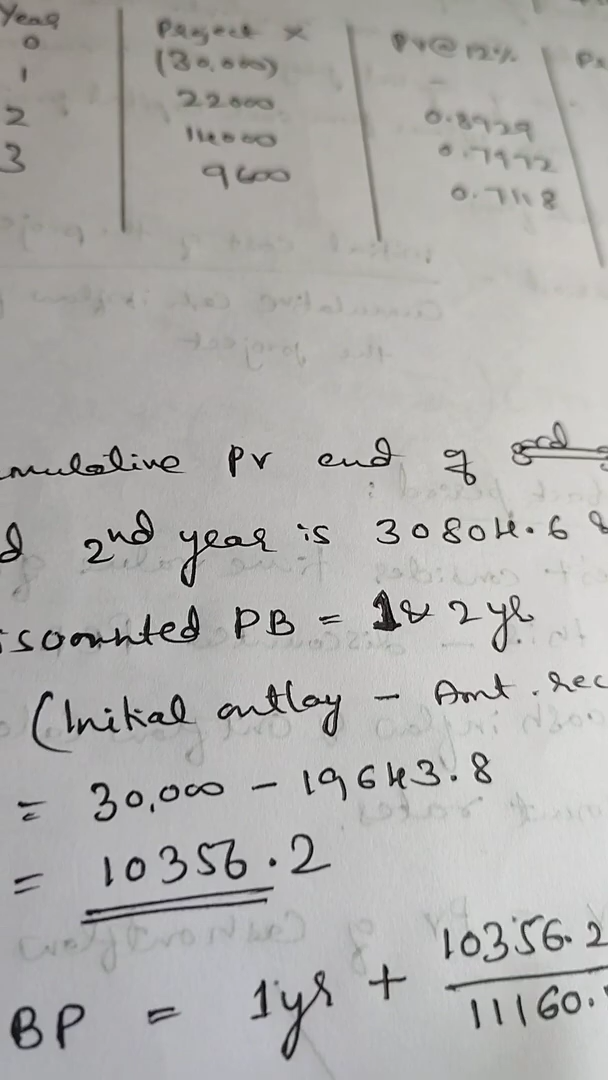 Year Project X PV@12% PV
0 (30,000)
1 22000 0.8929
2 14000 0.7972
3 9600 0.7118
mulative PV end of
d 2nd year is 30804.6
iscounted PB = 1 & 2 yr
(Initial outlay - Amt. rec
= 30,000 - 19643.8
= 10356.2
BP = 1yr + 10356.2
11160.